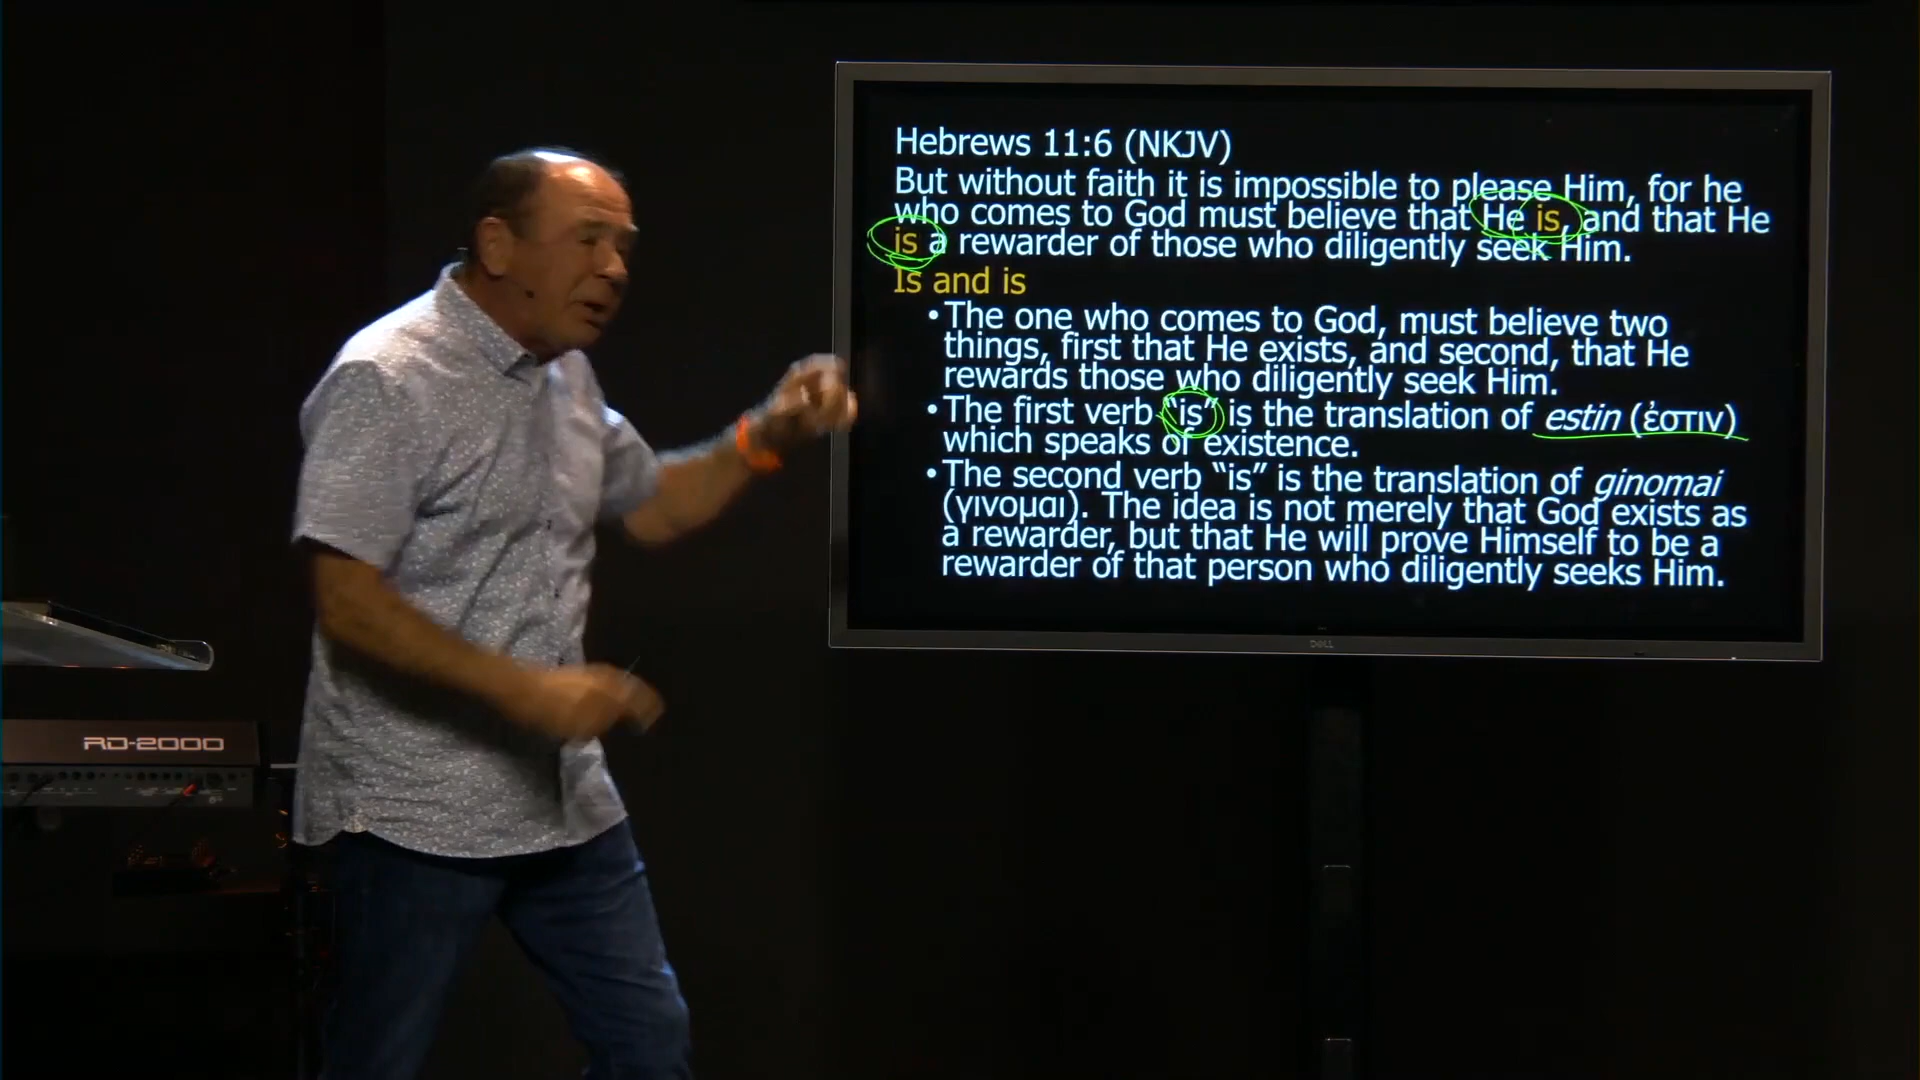 Hebrews 11:6 (NKJV)
But without faith it is impossible to please Him, for he
who comes to God must believe that He is, and that He
is a rewarder of those who diligently seek Him.
Is and is
•The one who comes to God, must believe two
things, first that He exists, and second, that He
rewards those who diligently seek Him.
•The first verb “is” is the translation of estin (ἐστιν)
which speaks of existence.
•The second verb “is” is the translation of ginomai
(γινομαι). The idea is not merely that God exists as
a rewarder, but that He will prove Himself to be a
rewarder of that person who diligently seeks Him.
DELL
RD-2000